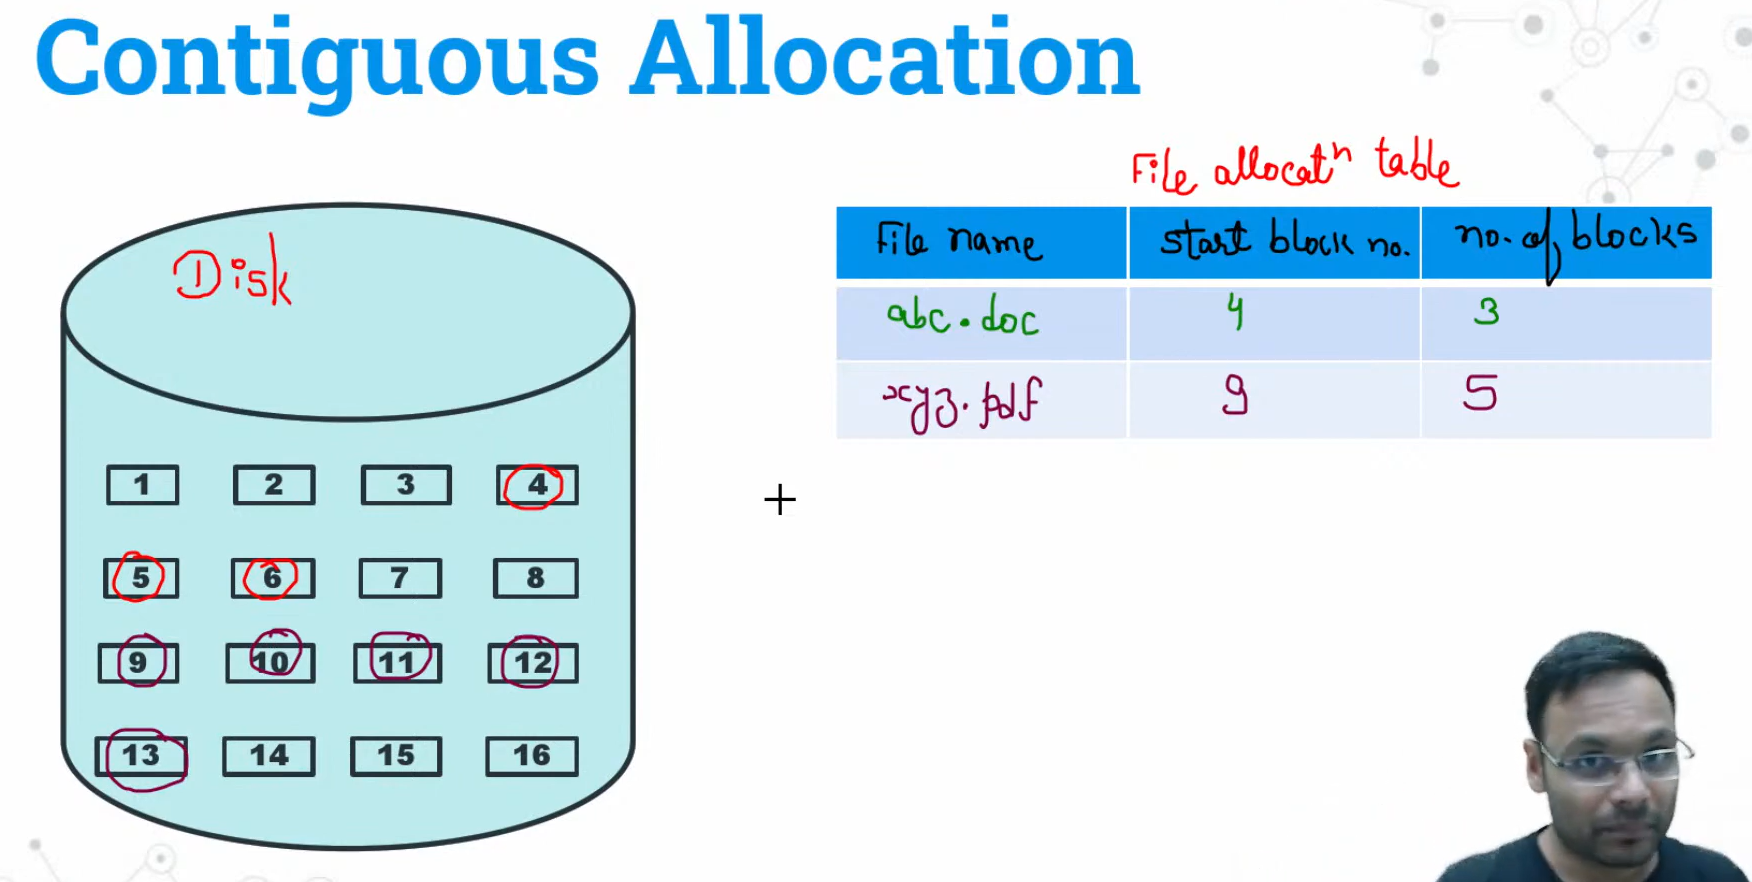 Contiguous Allocation
File allocatⁿ table
File name start block no. no. of blocks
abc.doc 4 3
xyz.pdf 9 5
Disk
1 2 3 4
5 6 7 8
9 10 11 12
13 14 15 16